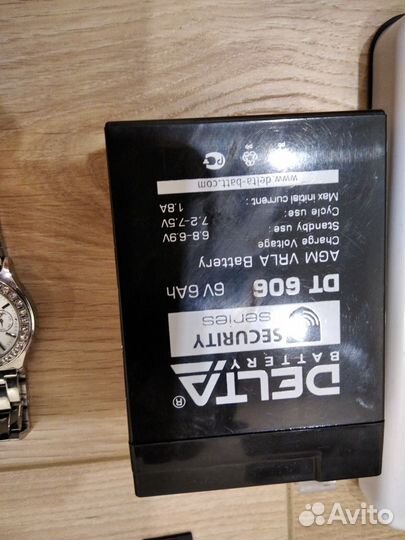 DELTA®
BATTERY
SECURITY
series
DT 606 6V 6Ah
AGM VRLA Battery
Charge Voltage
Standby use : 6.8-6.9V
Cycle use : 7.2-7.5V
Max initial current : 1.8A
www.delta-batt.com
Avito